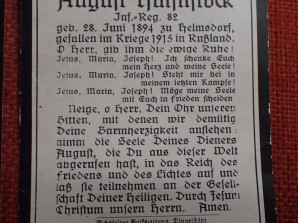 August
Inf.-Reg. 82
geb. 28. Juni 1894 zu Helmsdorf,
gefallen im Kriege 1915 in Rußland.
O Herr, gib ihm die ewige Ruhe!
Jesus, Maria, Joseph! Ich schenke Euch
mein herz und meine Seele!
Jesus, Maria, Joseph! Steht mir bei in
meinem letzten Kampfe!
Jesus, Maria, Joseph! Möge meine Seele
mit Euch in frieden scheiden
Neige, o Herr, Dein Ohr unseren
Bitten, mit denen wir demütig
Deine Barmherzigkeit anflehen:
nimm die Seele Deines Dieners
August, die Du aus dieser Welt
abgerufen hast, in das Reich des
friedens und des Lichtes auf und
laß sie teilnehmen an der Gesell-
schaft Deiner Heiligen. Durch Jesum
Christum unsern Herrn. Amen.
Dingelstädt